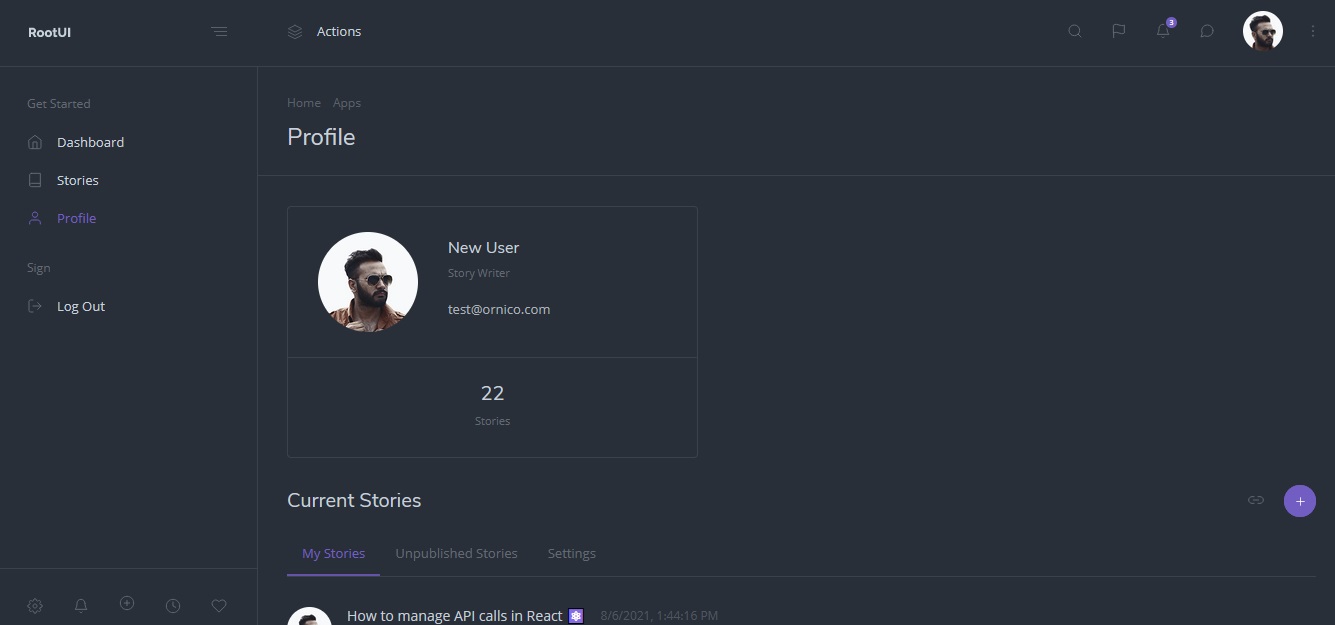 RootUI
Actions
3
Get Started
Dashboard
Stories
Profile
Sign
Log Out
Home Apps
Profile
New User
Story Writer
test@ornico.com
22
Stories
Current Stories
My Stories Unpublished Stories Settings
How to manage API calls in React ⚛ 8/6/2021, 1:44:16 PM